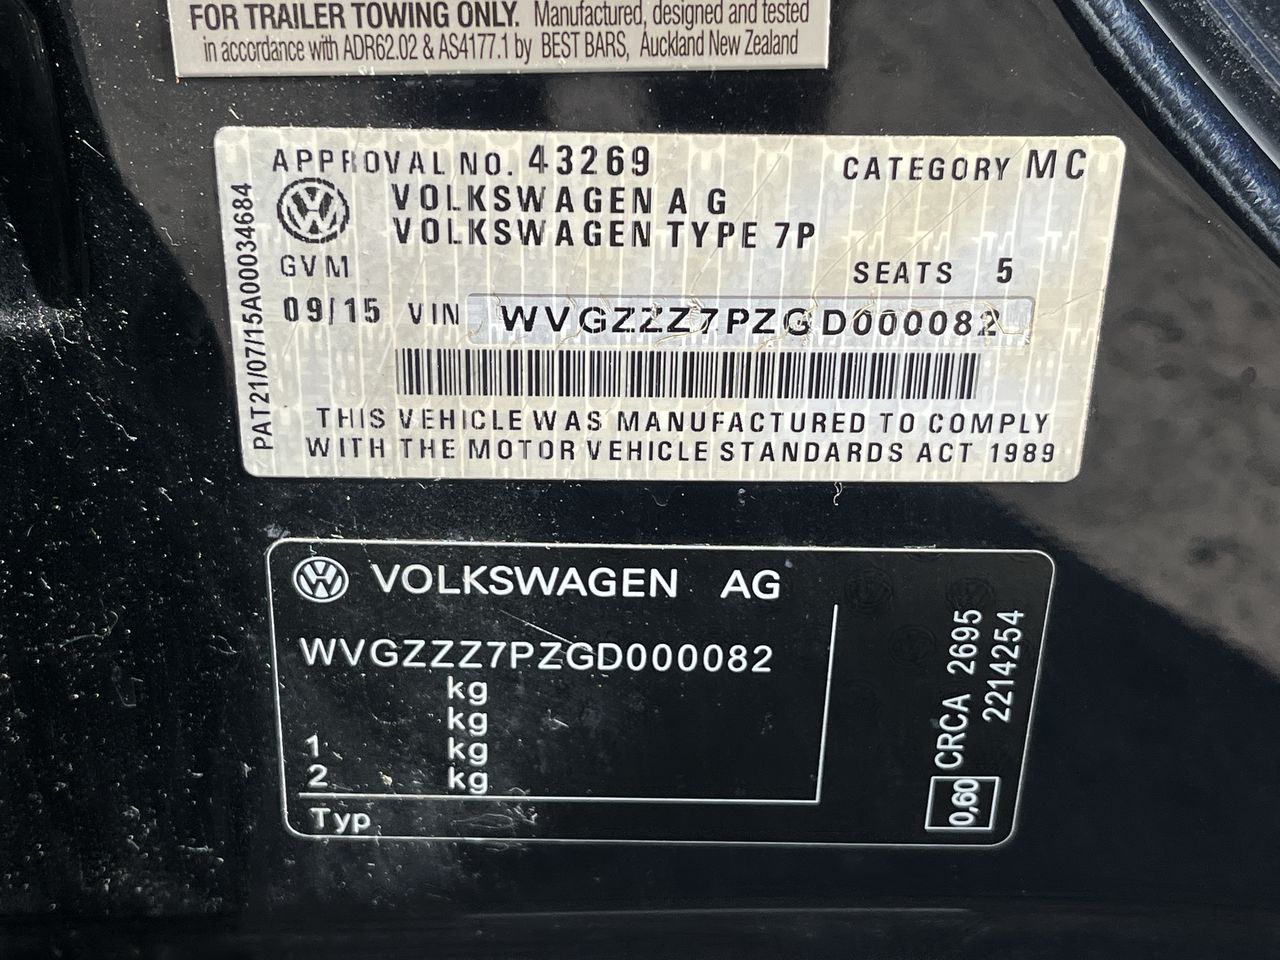 FOR TRAILER TOWING ONLY. Manufactured, designed and tested
in accordance with ADR62.02 & AS4177.1 by BEST BARS, Auckland New Zealand
APPROVAL NO. 43269 CATEGORY MC
VOLKSWAGEN AG
VOLKSWAGEN TYPE 7P
GVM SEATS 5
09/15 VIN WVGZZZ7PZGD000082
THIS VEHICLE WAS MANUFACTURED TO COMPLY
WITH THE MOTOR VEHICLE STANDARDS ACT 1989
PAT21/07/15A00034684
VOLKSWAGEN AG
WVGZZZ7PZGD000082
kg
kg
1 kg
2 kg
Typ
0,60 CRCA 2695
2214254